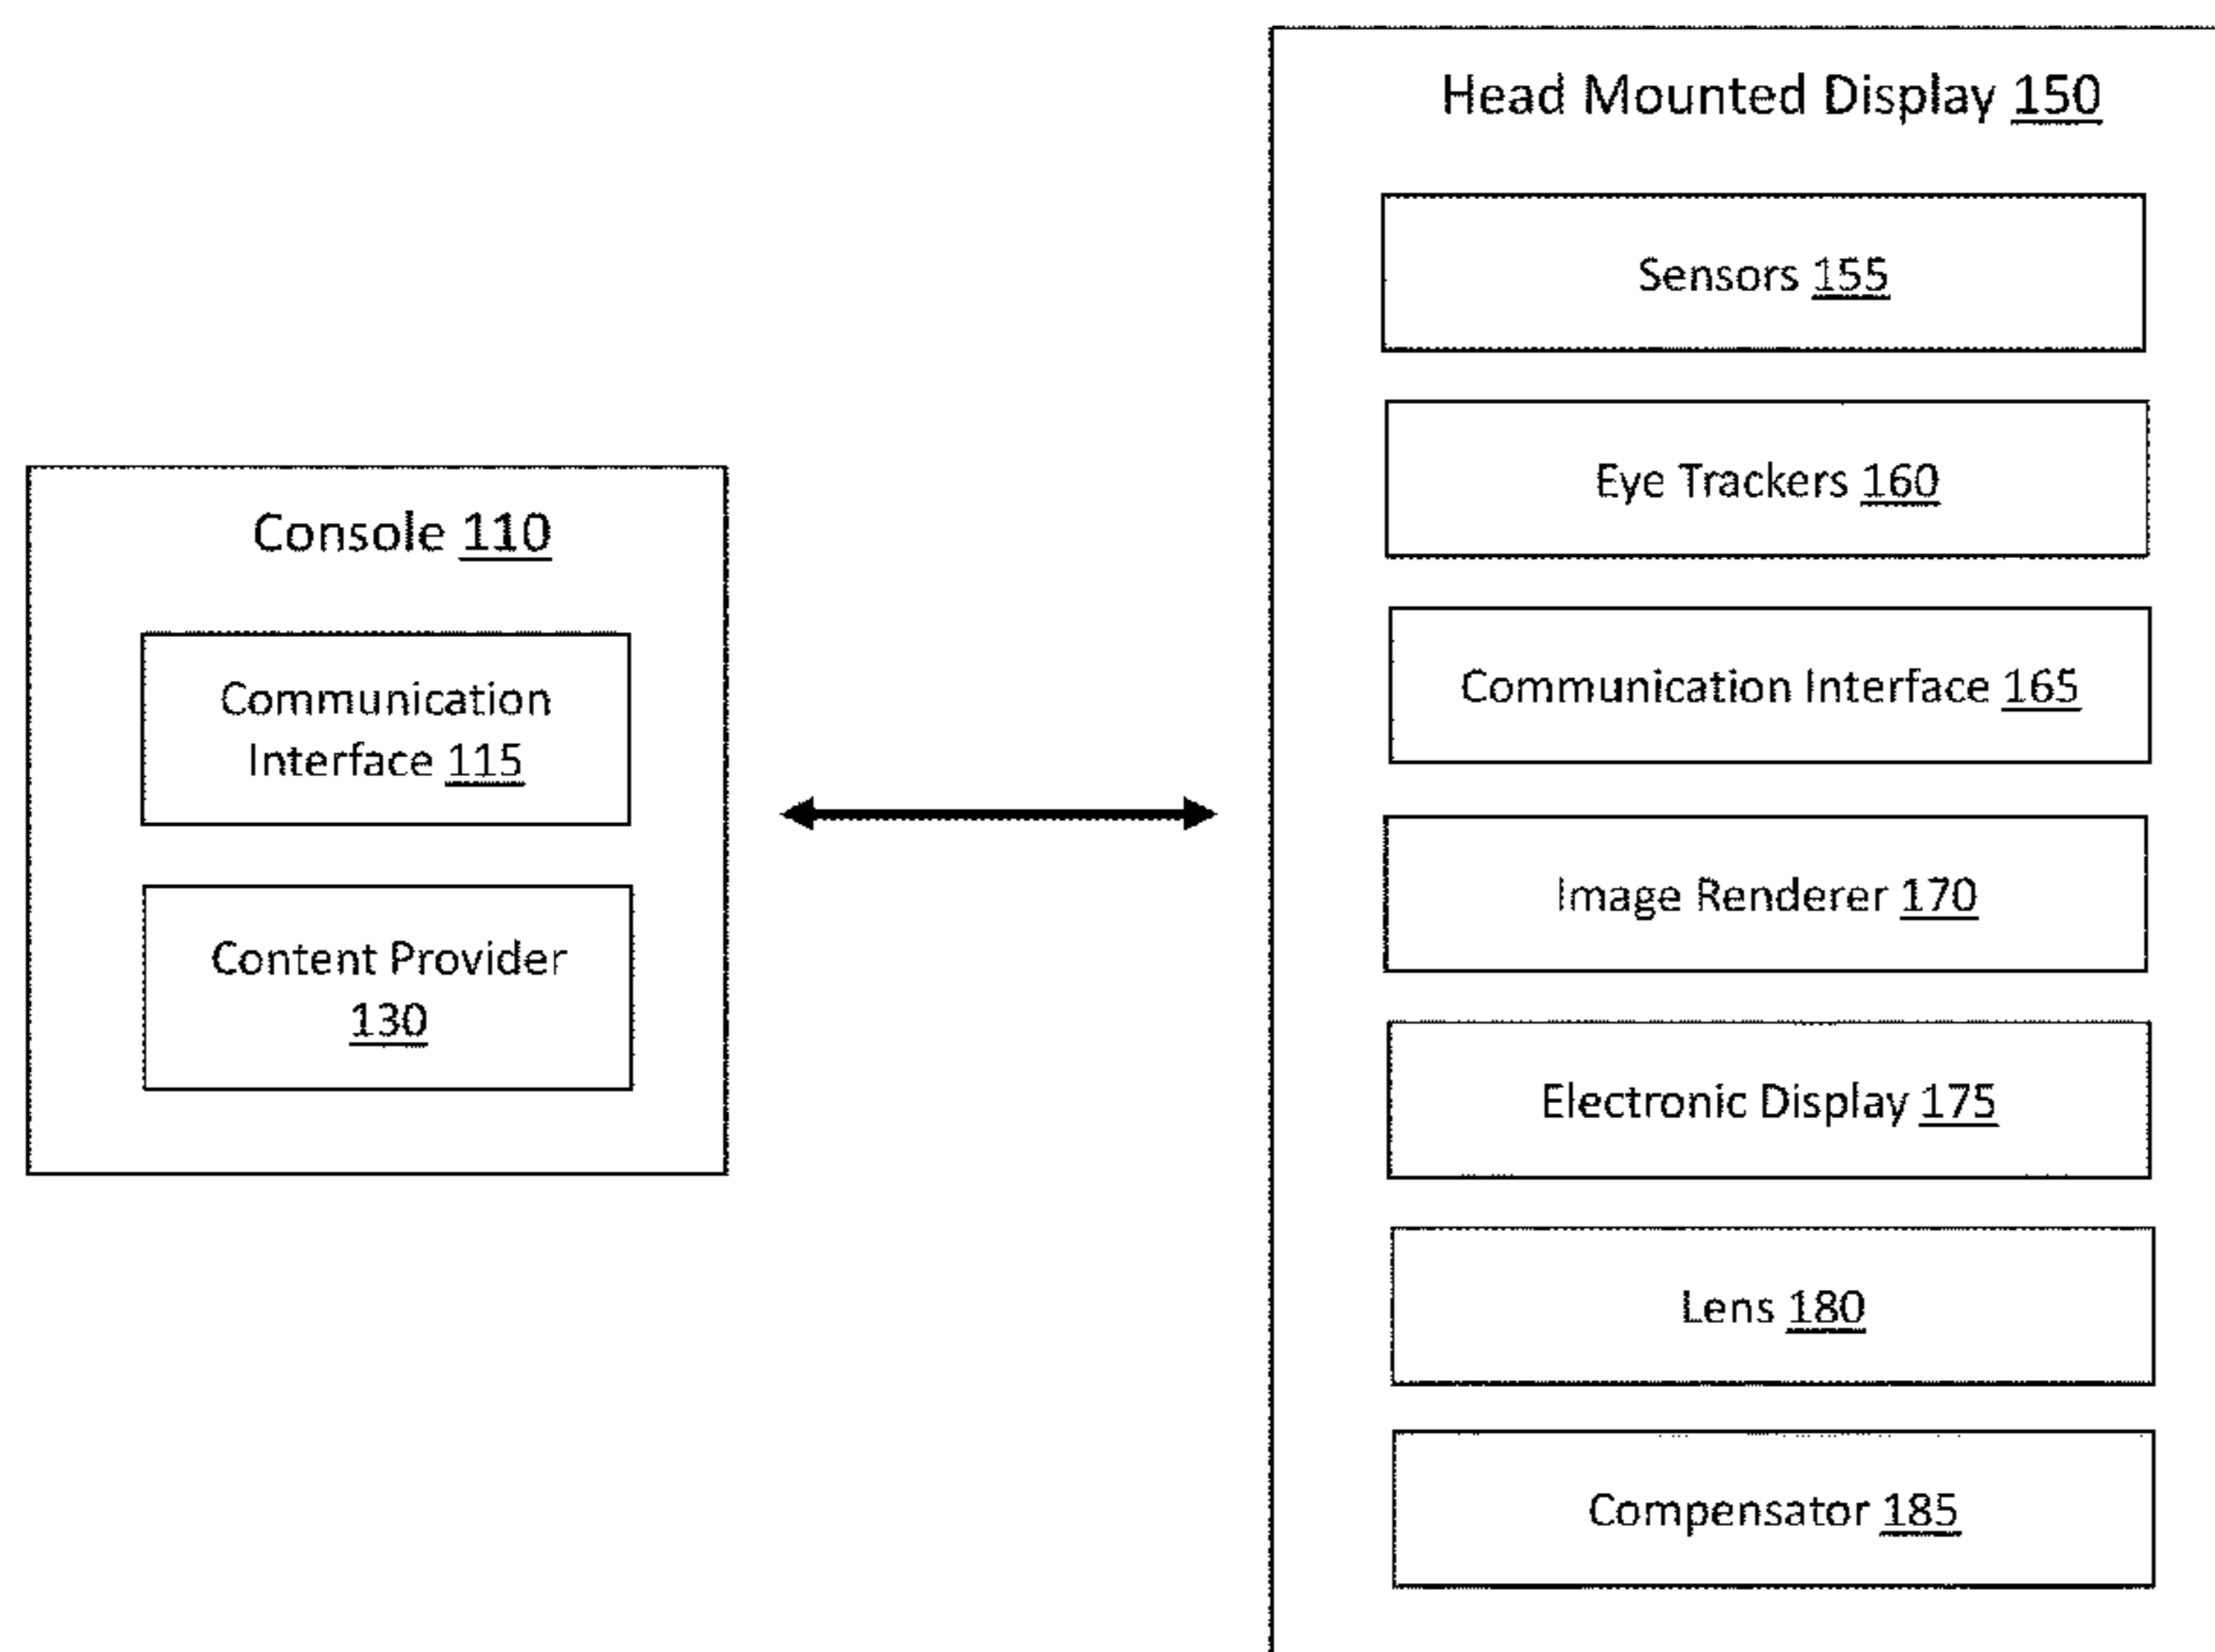 Console 110
Communication
Interface 115
Content Provider
130
Head Mounted Display 150
Sensors 155
Eye Trackers 160
Communication Interface 165
Image Renderer 170
Electronic Display 175
Lens 180
Compensator 185